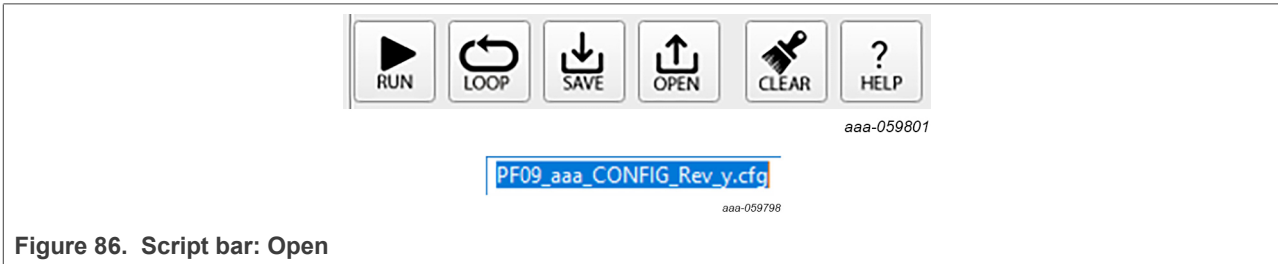 RUN LOOP SAVE OPEN CLEAR ? HELP
aaa-059801
PF09_aaa_CONFIG_Rev_y.cfg
aaa-059798
Figure 86. Script bar: Open